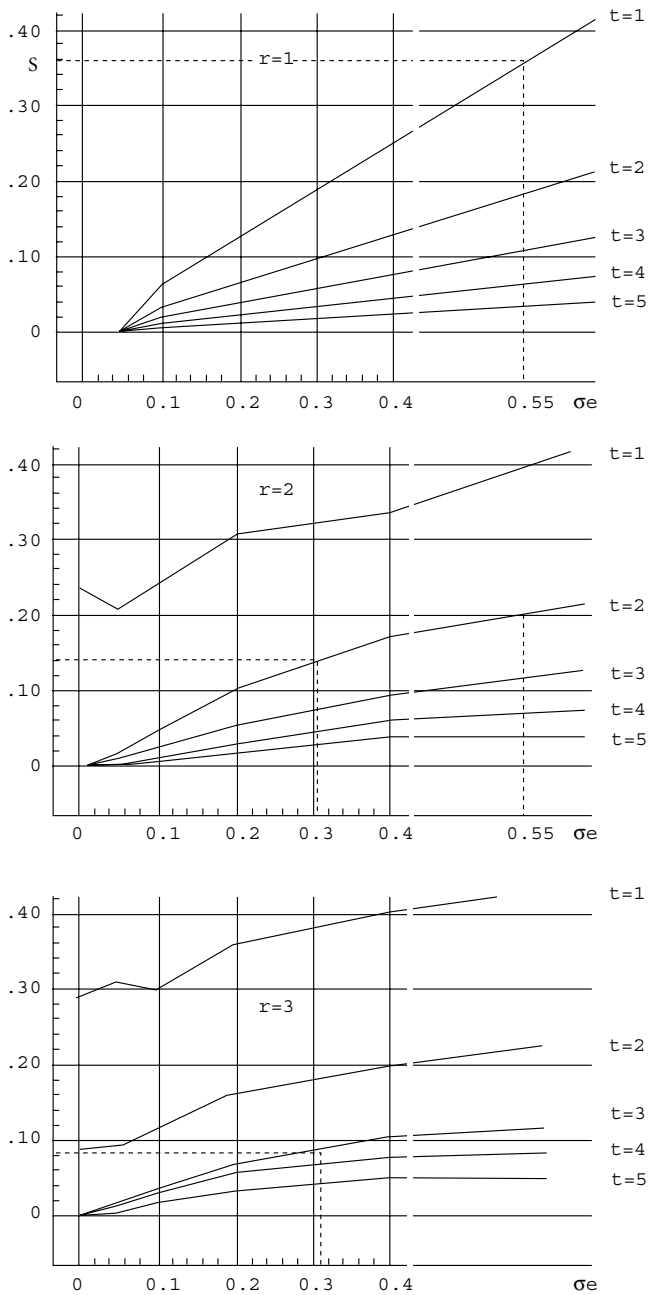 t=1
.40
S
r=1
.30
.20
t=2
t=3
.10
t=4
t=5
0
0 0.1 0.2 0.3 0.4 0.55 σe
t=1
.40
r=2
.30
.20
t=2
t=3
.10
t=4
t=5
0
0 0.1 0.2 0.3 0.4 0.55 σe
t=1
.40
.30
r=3
.20
t=2
t=3
.10
t=4
t=5
0
0 0.1 0.2 0.3 0.4 σe